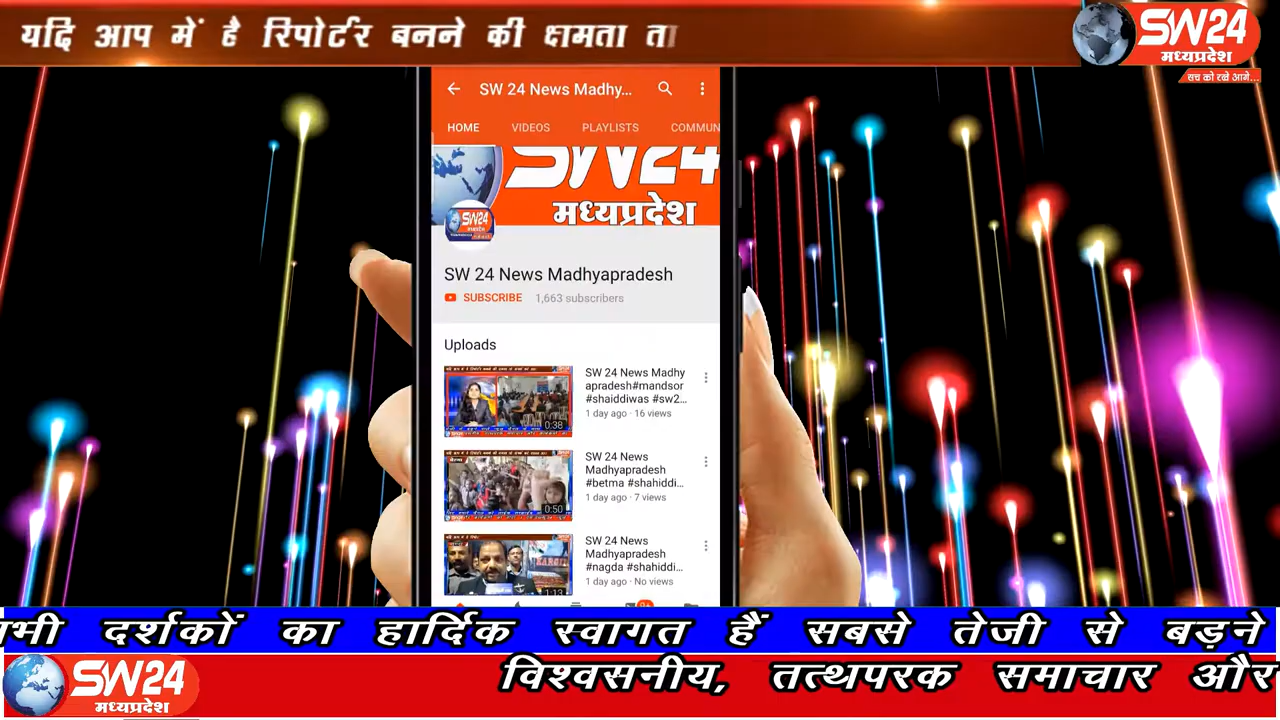 यदि आप में है रिपोर्टर बनने की क्षमता ता
SW24
मध्यप्रदेश
सच को रखे आगे...
SW 24 News Madhy...
HOME VIDEOS PLAYLISTS COMMUN
SW24
मध्यप्रदेश
SW24
SW 24 News Madhyapradesh
SUBSCRIBE 1,663 subscribers
Uploads
SW 24 News Madhy
apradesh#mandsor
#shaiddiwas #sw2...
1 day ago · 16 views
0:38
SW 24 News
Madhyapradesh
#betma #shahiddi...
1 day ago · 7 views
0:50
SW 24 News
Madhyapradesh
#nagda #shahiddi...
1 day ago · No views
1:13
भी दर्शकों का हार्दिक स्वागत हैं सबसे तेजी से बड़ने
विश्वसनीय, तत्थपरक समाचार और
SW24
मध्यप्रदेश